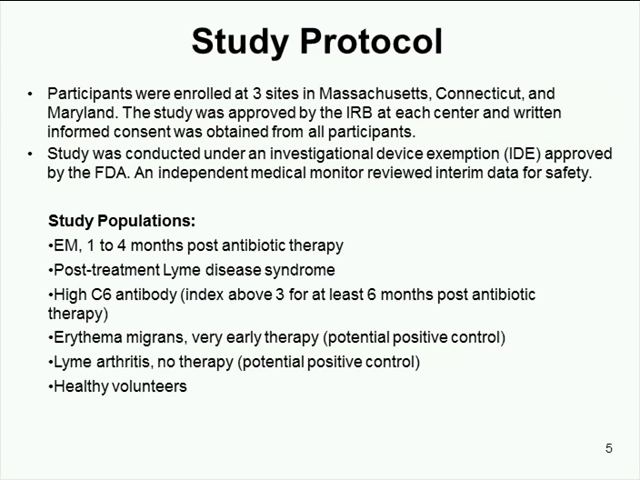 Study Protocol
• Participants were enrolled at 3 sites in Massachusetts, Connecticut, and
Maryland. The study was approved by the IRB at each center and written
informed consent was obtained from all participants.
• Study was conducted under an investigational device exemption (IDE) approved
by the FDA. An independent medical monitor reviewed interim data for safety.
Study Populations:
•EM, 1 to 4 months post antibiotic therapy
•Post-treatment Lyme disease syndrome
•High C6 antibody (index above 3 for at least 6 months post antibiotic
therapy)
•Erythema migrans, very early therapy (potential positive control)
•Lyme arthritis, no therapy (potential positive control)
•Healthy volunteers
5